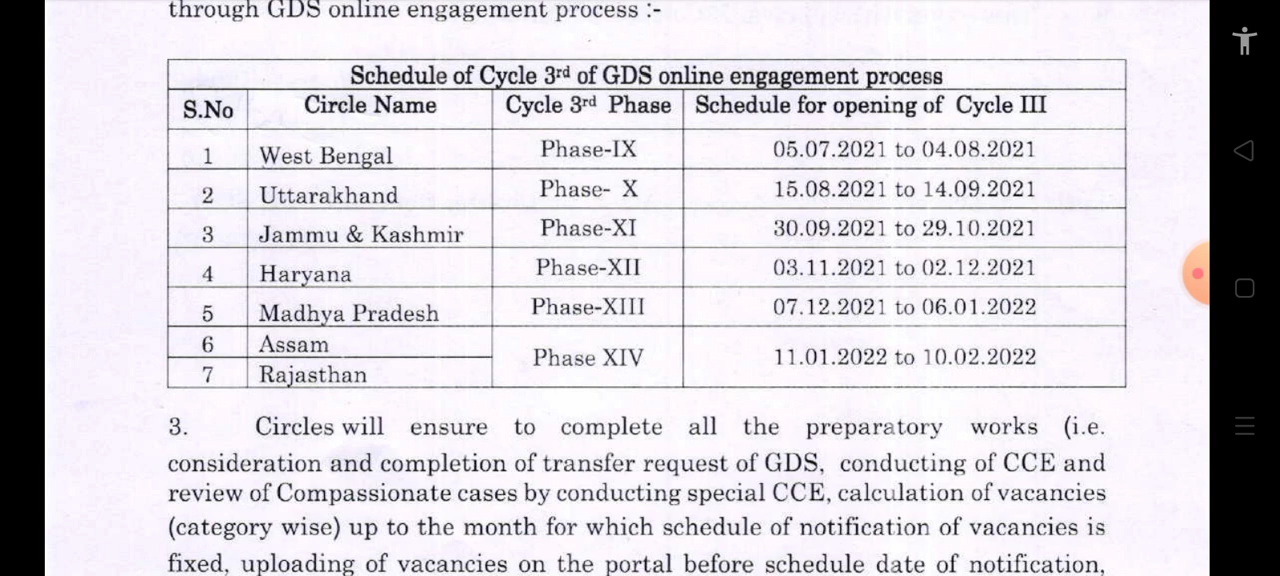 through GDS online engagement process :-
Schedule of Cycle 3rd of GDS online engagement process
S.No Circle Name Cycle 3rd Phase Schedule for opening of Cycle III
1 West Bengal Phase-IX 05.07.2021 to 04.08.2021
2 Uttarakhand Phase- X 15.08.2021 to 14.09.2021
3 Jammu & Kashmir Phase-XI 30.09.2021 to 29.10.2021
4 Haryana Phase-XII 03.11.2021 to 02.12.2021
5 Madhya Pradesh Phase-XIII 07.12.2021 to 06.01.2022
6 Assam Phase XIV 11.01.2022 to 10.02.2022
7 Rajasthan
3. Circles will ensure to complete all the preparatory works (i.e.
consideration and completion of transfer request of GDS, conducting of CCE and
review of Compassionate cases by conducting special CCE, calculation of vacancies
(category wise) up to the month for which schedule of notification of vacancies is
fixed, uploading of vacancies on the portal before schedule date of notification,